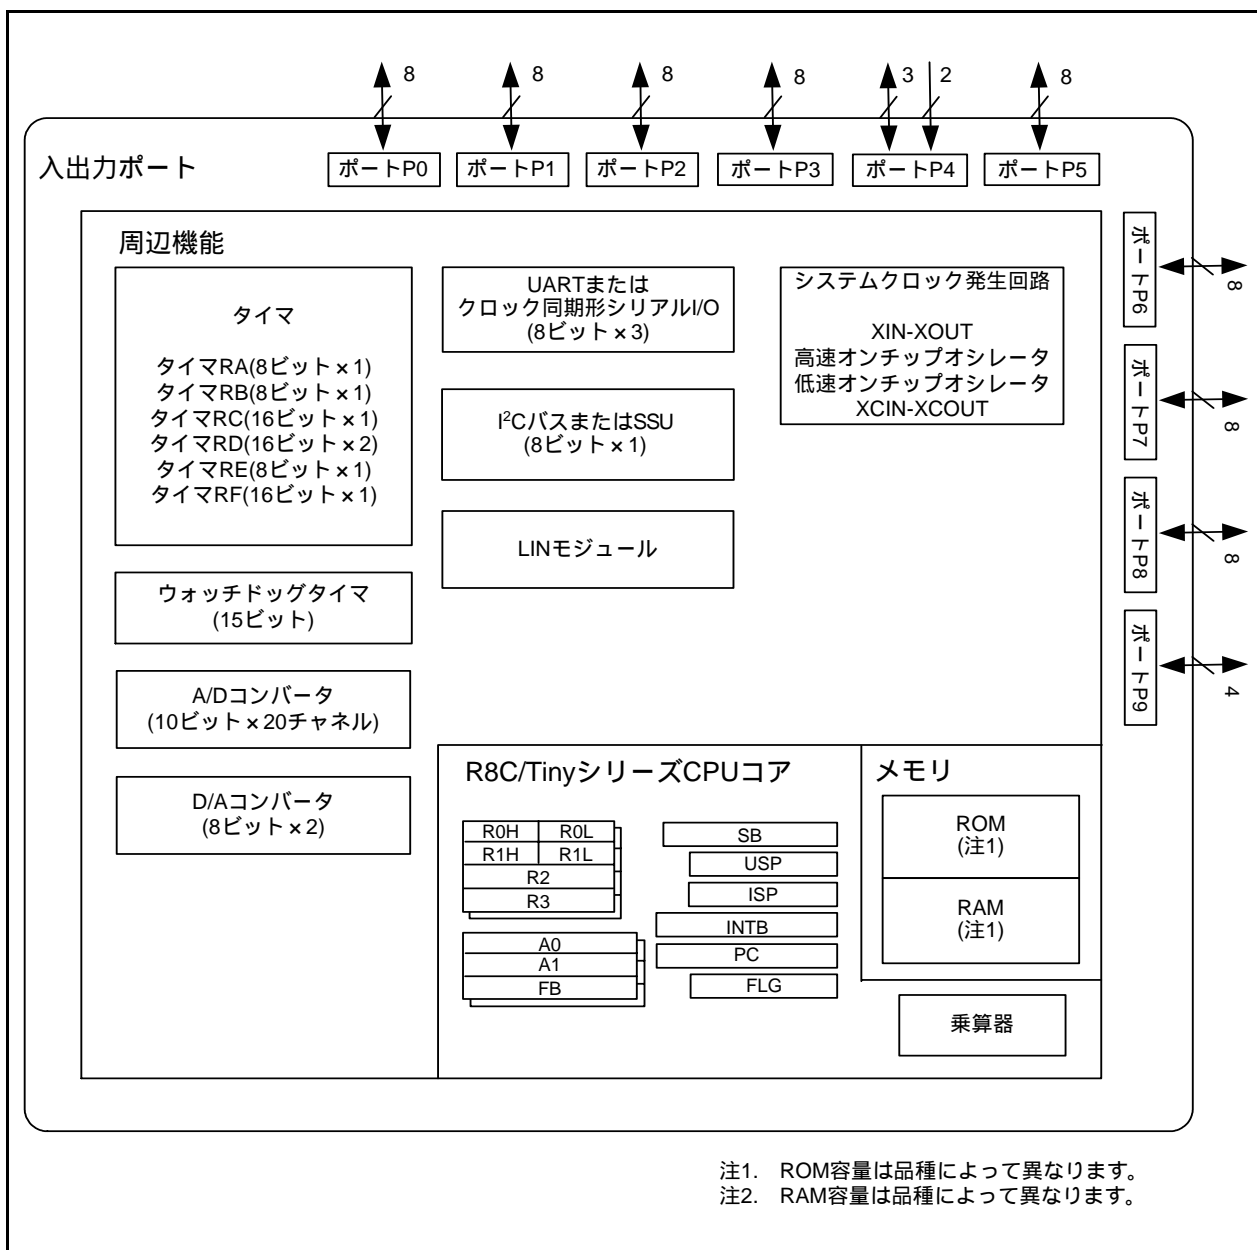 8
8
8
8
3
2
8
入出力ポート
ポートP0
ポートP1
ポートP2
ポートP3
ポートP4
ポートP5
周辺機能
タイマ
タイマRA(8ビット×1)
タイマRB(8ビット×1)
タイマRC(16ビット×1)
タイマRD(16ビット×2)
タイマRE(8ビット×1)
タイマRF(16ビット×1)
ウォッチドッグタイマ
(15ビット)
A/Dコンバータ
(10ビット×20チャネル)
D/Aコンバータ
(8ビット×2)
UARTまたは
クロック同期形シリアルI/O
(8ビット×3)
I²CバスまたはSSU
(8ビット×1)
LINモジュール
システムクロック発生回路
XIN-XOUT
高速オンチップオシレータ
低速オンチップオシレータ
XCIN-XCOUT
ポートP6
8
ポートP7
8
ポートP8
8
ポートP9
4
R8C/TinyシリーズCPUコア
R0H
R0L
R1H
R1L
R2
R3
A0
A1
FB
SB
USP
ISP
INTB
PC
FLG
メモリ
ROM
(注1)
RAM
(注1)
乗算器
注1. ROM容量は品種によって異なります。
注2. RAM容量は品種によって異なります。